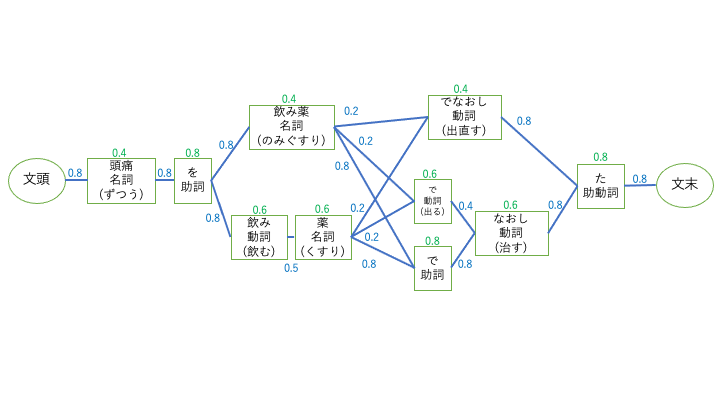 文頭
0.8
0.4
頭痛
名詞
(ずつう)
0.8
0.8
を
助詞
0.8
0.8
0.4
飲み薬
名詞
(のみぐすり)
0.6
飲み
動詞
(飲む)
0.5
0.6
薬
名詞
(くすり)
0.2
0.2
0.8
0.2
0.2
0.8
0.4
でなおし
動詞
(出直す)
0.8
0.6
で
動詞
(出る)
0.4
0.8
で
助詞
0.8
0.6
なおし
動詞
(治す)
0.8
0.8
た
助動詞
0.8
文末